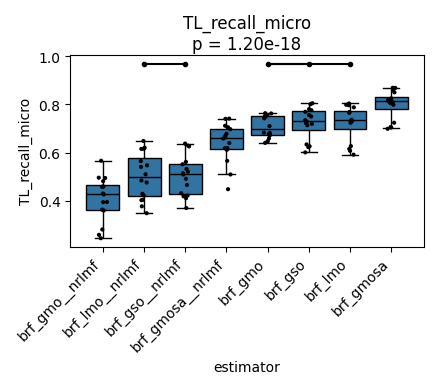 TL_recall_micro
p = 1.20e-18
TL_recall_micro
1.0
0.8
0.6
0.4
brf_gmo__nrlmf
brf_lmo__nrlmf
brf_gso__nrlmf
brf_gmosa__nrlmf
brf_gmo
brf_gso
brf_lmo
brf_gmosa
estimator